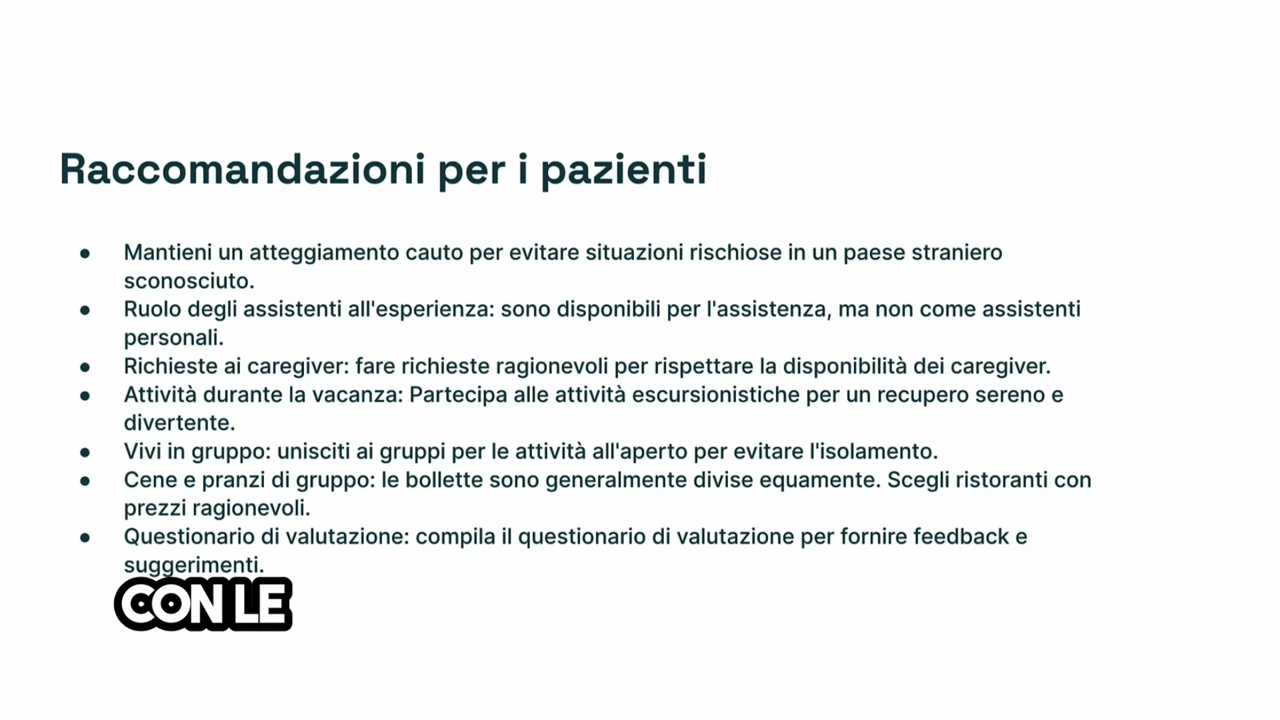 Raccomandazioni per i pazienti
● Mantieni un atteggiamento cauto per evitare situazioni rischiose in un paese straniero
sconosciuto.
● Ruolo degli assistenti all'esperienza: sono disponibili per l'assistenza, ma non come assistenti
personali.
● Richieste ai caregiver: fare richieste ragionevoli per rispettare la disponibilità dei caregiver.
● Attività durante la vacanza: Partecipa alle attività escursionistiche per un recupero sereno e
divertente.
● Vivi in gruppo: unisciti ai gruppi per le attività all'aperto per evitare l'isolamento.
● Cene e pranzi di gruppo: le bollette sono generalmente divise equamente. Scegli ristoranti con
prezzi ragionevoli.
● Questionario di valutazione: compila il questionario di valutazione per fornire feedback e
suggerimenti.
CON LE